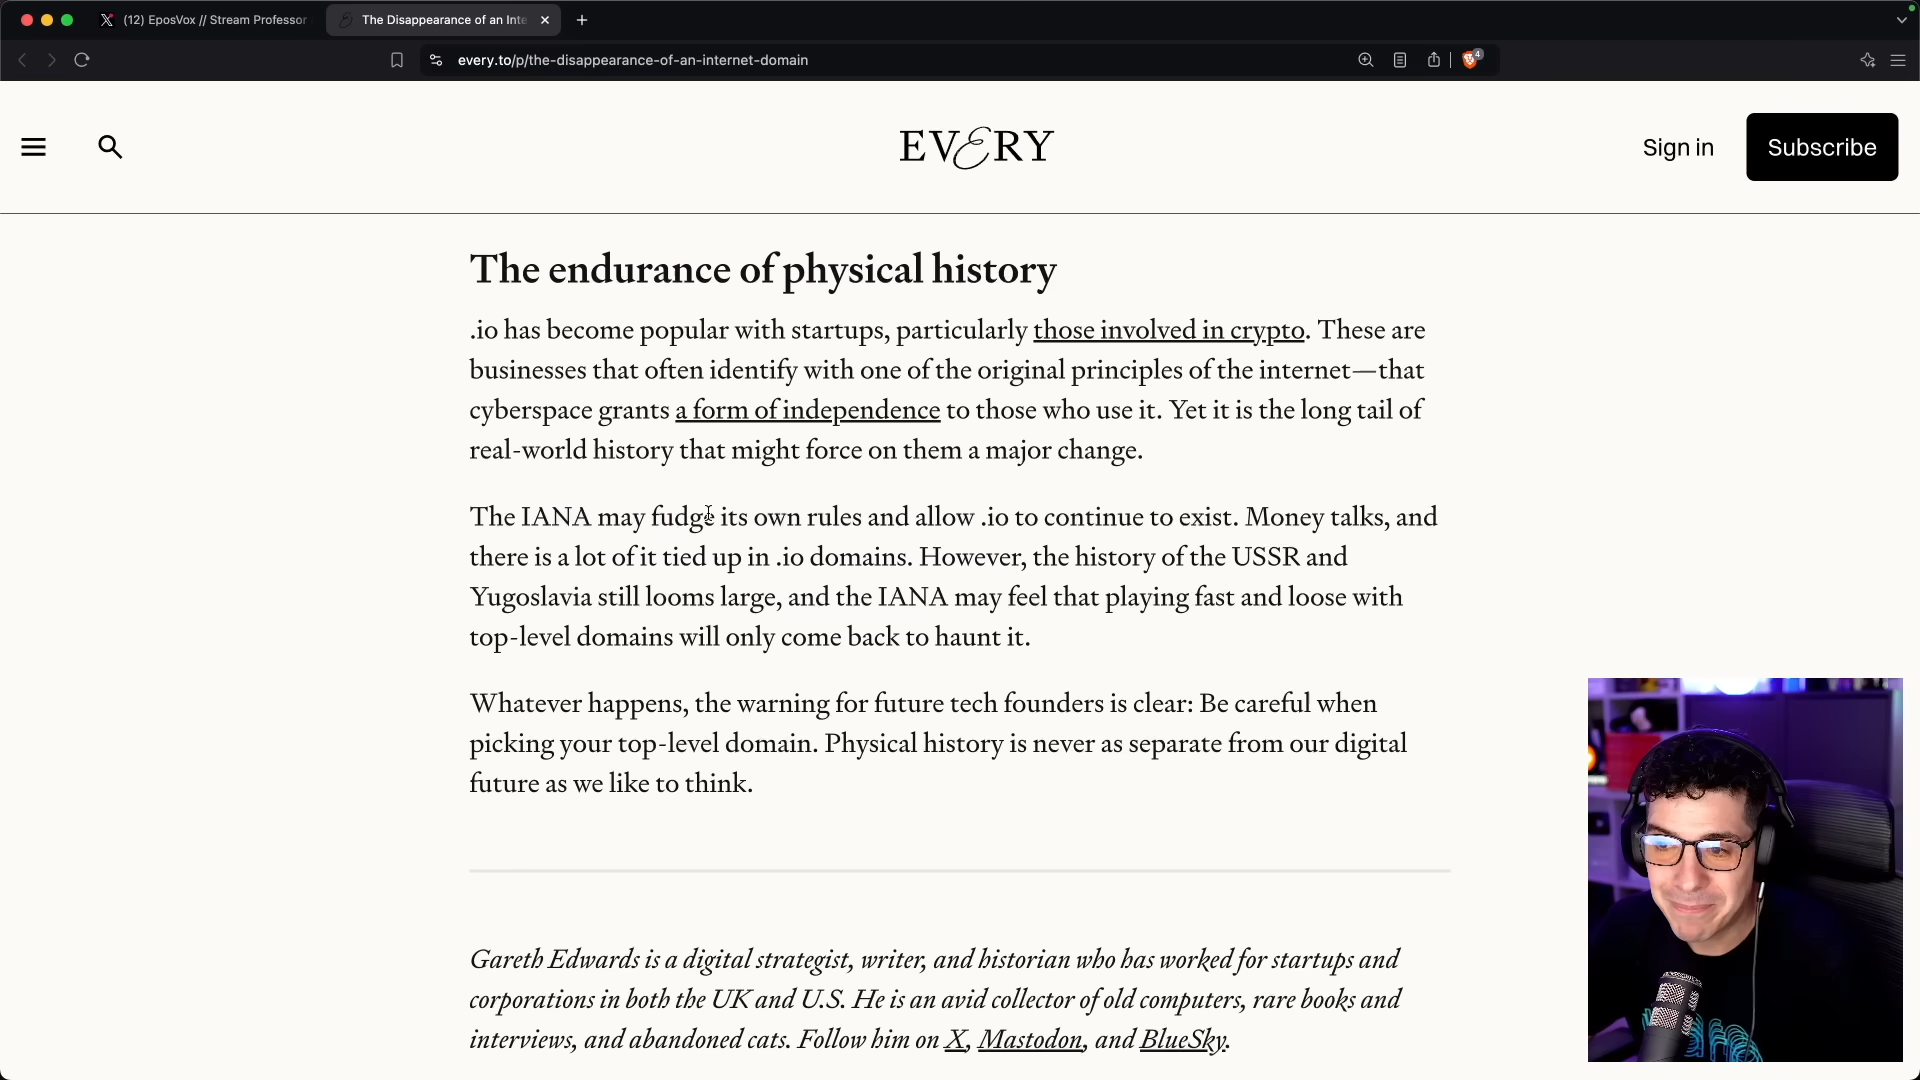 (12) EposVox // Stream Professor
The Disappearance of an Inte
every.to/p/the-disappearance-of-an-internet-domain
4
EVERY
Sign in
Subscribe
The endurance of physical history
.io has become popular with startups, particularly those involved in crypto. These are
businesses that often identify with one of the original principles of the internet—that
cyberspace grants a form of independence to those who use it. Yet it is the long tail of
real-world history that might force on them a major change.
The IANA may fudge its own rules and allow .io to continue to exist. Money talks, and
there is a lot of it tied up in .io domains. However, the history of the USSR and
Yugoslavia still looms large, and the IANA may feel that playing fast and loose with
top-level domains will only come back to haunt it.
Whatever happens, the warning for future tech founders is clear: Be careful when
picking your top-level domain. Physical history is never as separate from our digital
future as we like to think.
Gareth Edwards is a digital strategist, writer, and historian who has worked for startups and
corporations in both the UK and U.S. He is an avid collector of old computers, rare books and
interviews, and abandoned cats. Follow him on X, Mastodon, and BlueSky.